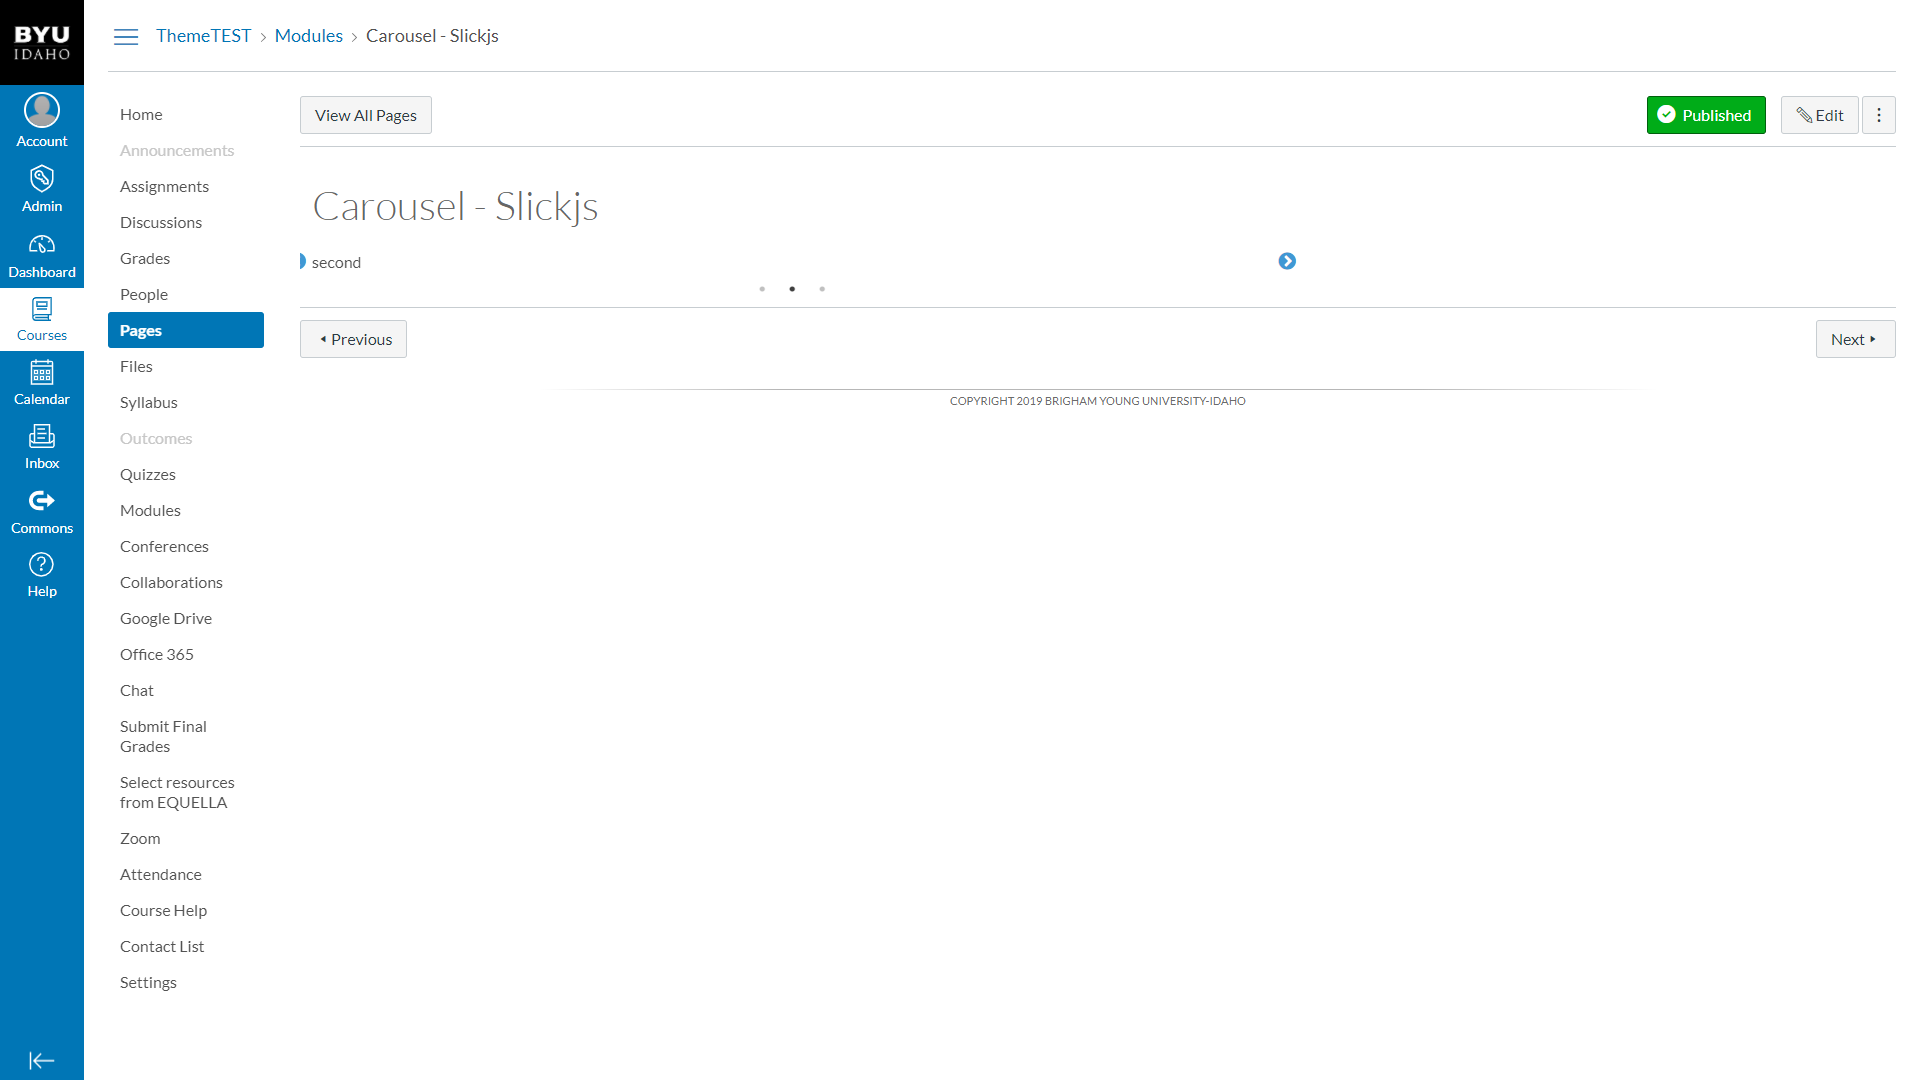 BYU
IDAHO
Account
Admin
Dashboard
Courses
Calendar
Inbox
Commons
Help
ThemeTEST › Modules › Carousel - Slickjs
Home
Announcements
Assignments
Discussions
Grades
People
Pages
Files
Syllabus
Outcomes
Quizzes
Modules
Conferences
Collaborations
Google Drive
Office 365
Chat
Submit Final
Grades
Select resources
from EQUELLA
Zoom
Attendance
Course Help
Contact List
Settings
View All Pages
Published
Edit
Carousel - Slickjs
second
Previous
Next
COPYRIGHT 2019 BRIGHAM YOUNG UNIVERSITY-IDAHO